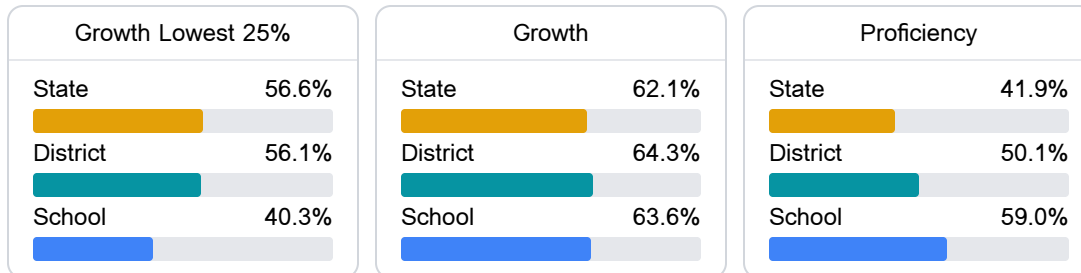 Growth Lowest 25%
State 56.6%
District 56.1%
School 40.3%
Growth
State 62.1%
District 64.3%
School 63.6%
Proficiency
State 41.9%
District 50.1%
School 59.0%